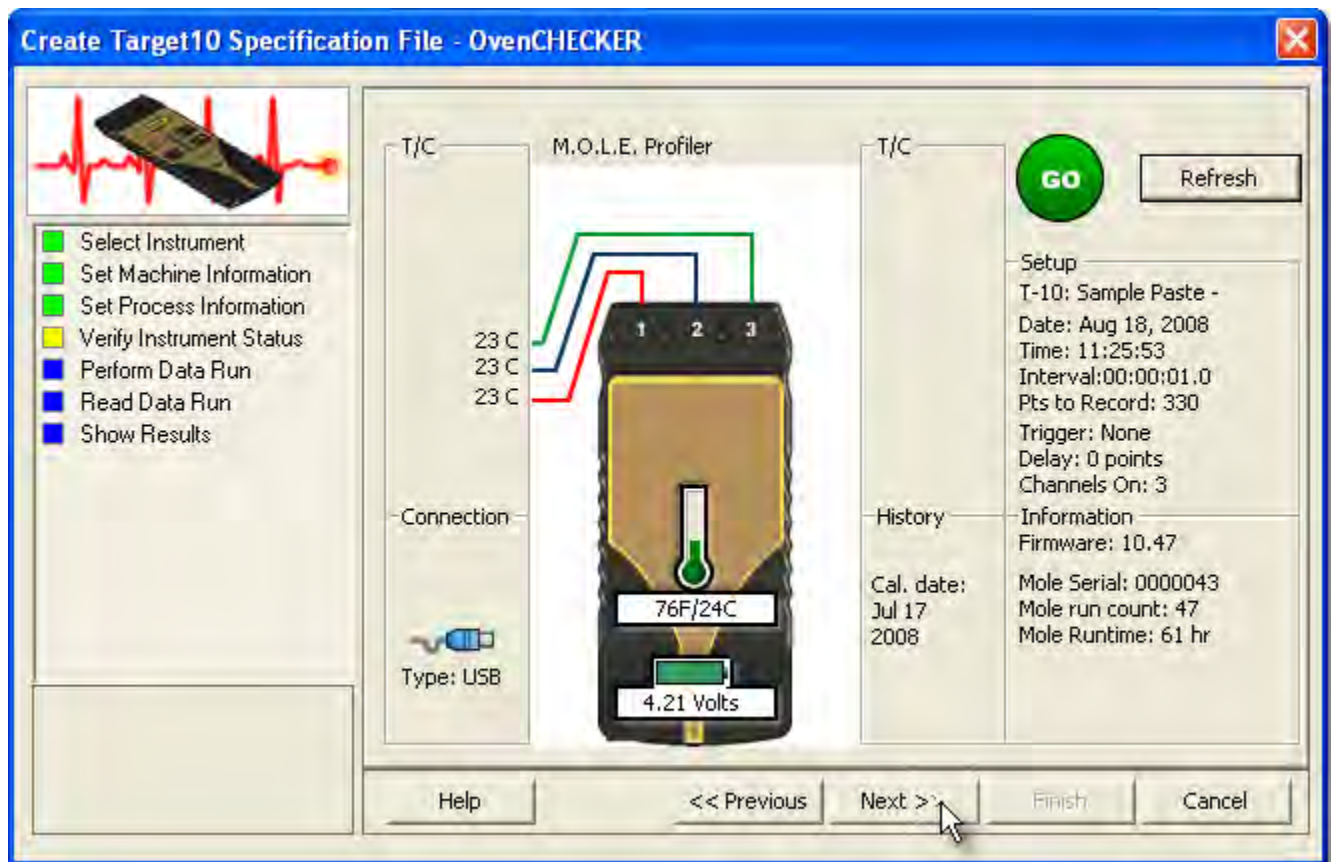 Create Target10 Specification File - OvenCHECKER
Select Instrument
Set Machine Information
Set Process Information
Verify Instrument Status
Perform Data Run
Read Data Run
Show Results
T/C
M.O.L.E. Profiler
T/C
1 2 3
23 C
23 C
23 C
76F/24C
4.21 Volts
Connection
Type: USB
History
Cal. date:
Jul 17
2008
GO
Refresh
Setup
T-10: Sample Paste -
Date: Aug 18, 2008
Time: 11:25:53
Interval:00:00:01.0
Pts to Record: 330
Trigger: None
Delay: 0 points
Channels On: 3
Information
Firmware: 10.47
Mole Serial: 0000043
Mole run count: 47
Mole Runtime: 61 hr
Help
<< Previous
Next >>
Finish
Cancel